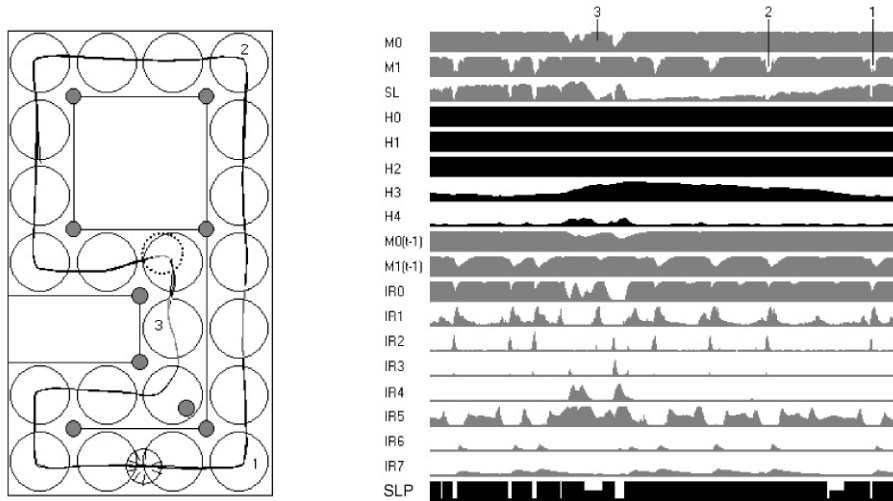 2
3
1
3 2 1
M0
M1
SL
H0
H1
H2
H3
H4
M0(t-1)
M1(t-1)
IR0
IR1
IR2
IR3
IR4
IR5
IR6
IR7
SLP